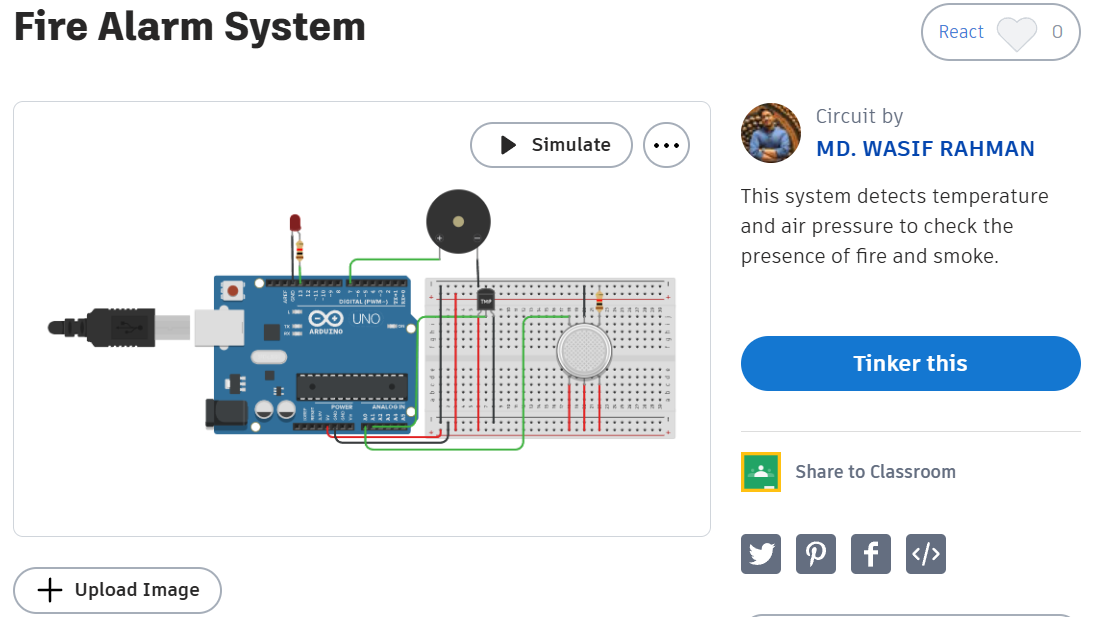 Fire Alarm System
React 0
Simulate
Circuit by
MD. WASIF RAHMAN
This system detects temperature
and air pressure to check the
presence of fire and smoke.
TMP
DIGITAL (PWM~)
UNO
ARDUINO
POWER
ANALOG IN
Tinker this
Share to Classroom
Upload Image